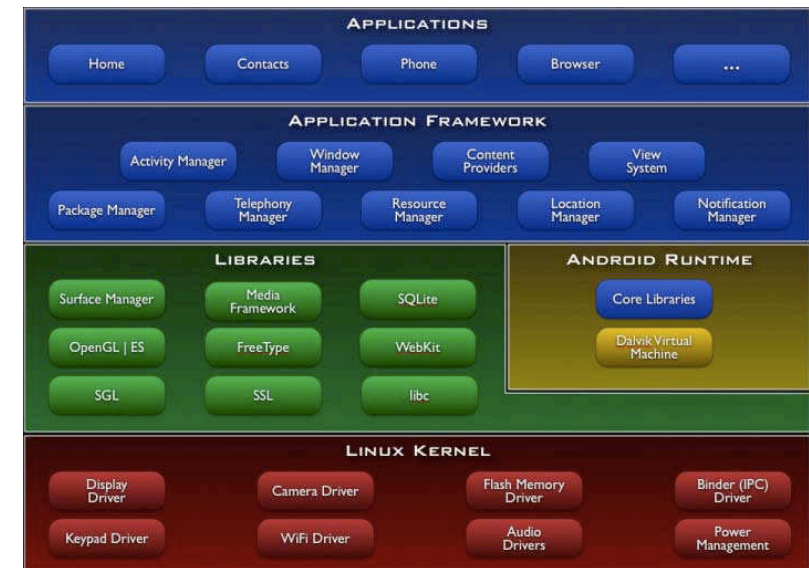 APPLICATIONS
Home
Contacts
Phone
Browser
...
APPLICATION FRAMEWORK
Activity Manager
Window
Manager
Content
Providers
View
System
Package Manager
Telephony
Manager
Resource
Manager
Location
Manager
Notification
Manager
LIBRARIES
Surface Manager
Media
Framework
SQLite
OpenGL | ES
FreeType
WebKit
SGL
SSL
libc
ANDROID RUNTIME
Core Libraries
Dalvik Virtual
Machine
LINUX KERNEL
Display
Driver
Camera Driver
Flash Memory
Driver
Binder (IPC)
Driver
Keypad Driver
WiFi Driver
Audio
Drivers
Power
Management